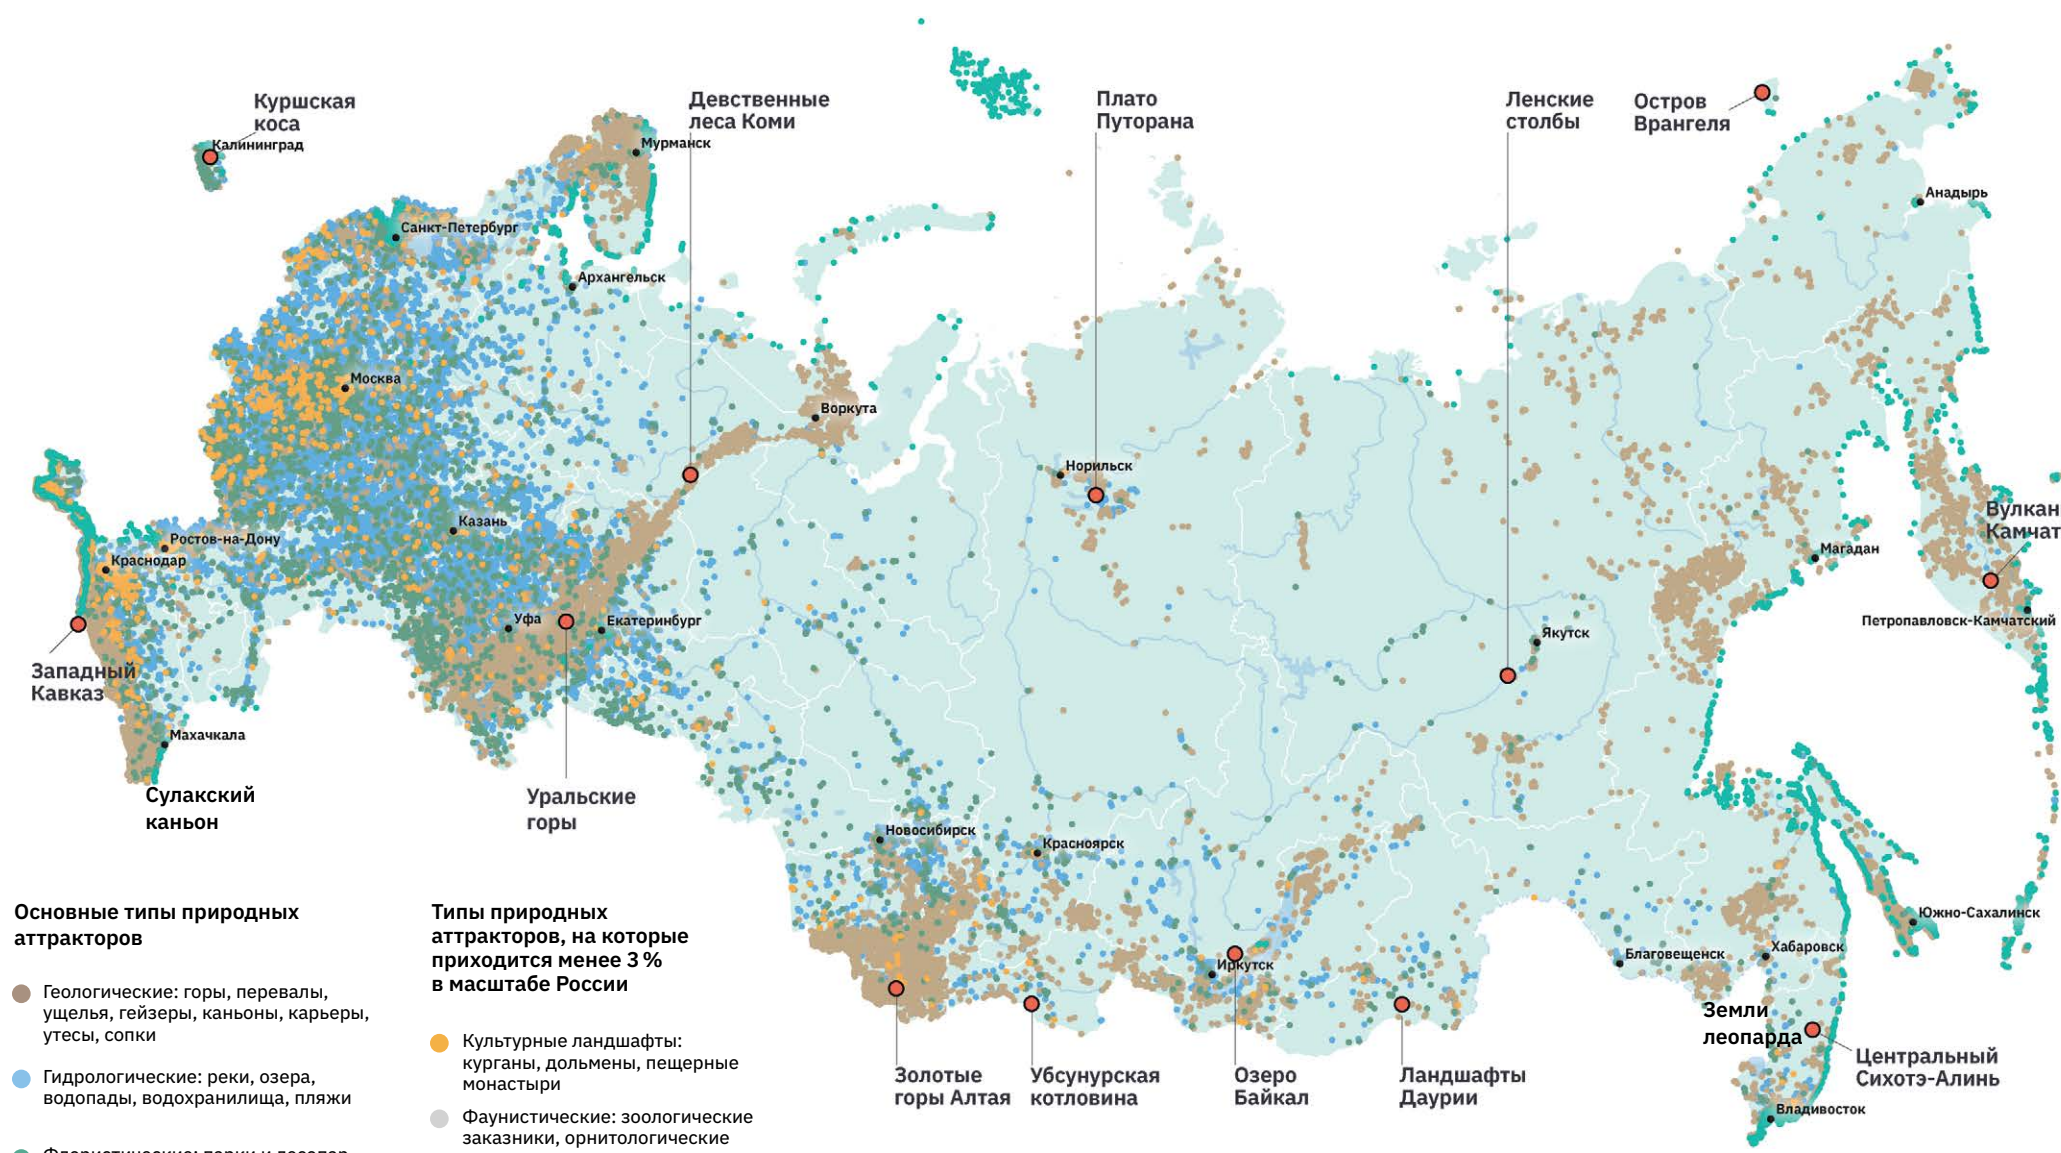 Куршская
коса
Калининград
Девственные
леса Коми
Плато
Путорана
Ленские
столбы
Остров
Врангеля
Мурманск
Анадырь
Санкт-Петербург
Архангельск
Москва
Воркута
Норильск
Казань
Ростов-на-Дону
Краснодар
Вулкан
Камчат
Магадан
Уфа
Екатеринбург
Петропавловск-Камчатский
Якутск
Западный
Кавказ
Махачкала
Сулакский
каньон
Уральские
горы
Новосибирск
Красноярск
Южно-Сахалинск
Благовещенск
Хабаровск
Иркутск
Земли
леопарда
Центральный
Сихотэ-Алинь
Золотые
горы Алтая
Убсунурская
котловина
Озеро
Байкал
Ландшафты
Даурии
Владивосток
Основные типы природных
аттракторов
Геологические: горы, перевалы,
ущелья, гейзеры, каньоны, карьеры,
утесы, сопки
Гидрологические: реки, озера,
водопады, водохранилища, пляжи
Типы природных
аттракторов, на которые
приходится менее 3 %
в масштабе России
Культурные ландшафты:
курганы, дольмены, пещерные
монастыри
Фаунистические: зоологические
заказники, орнитологические